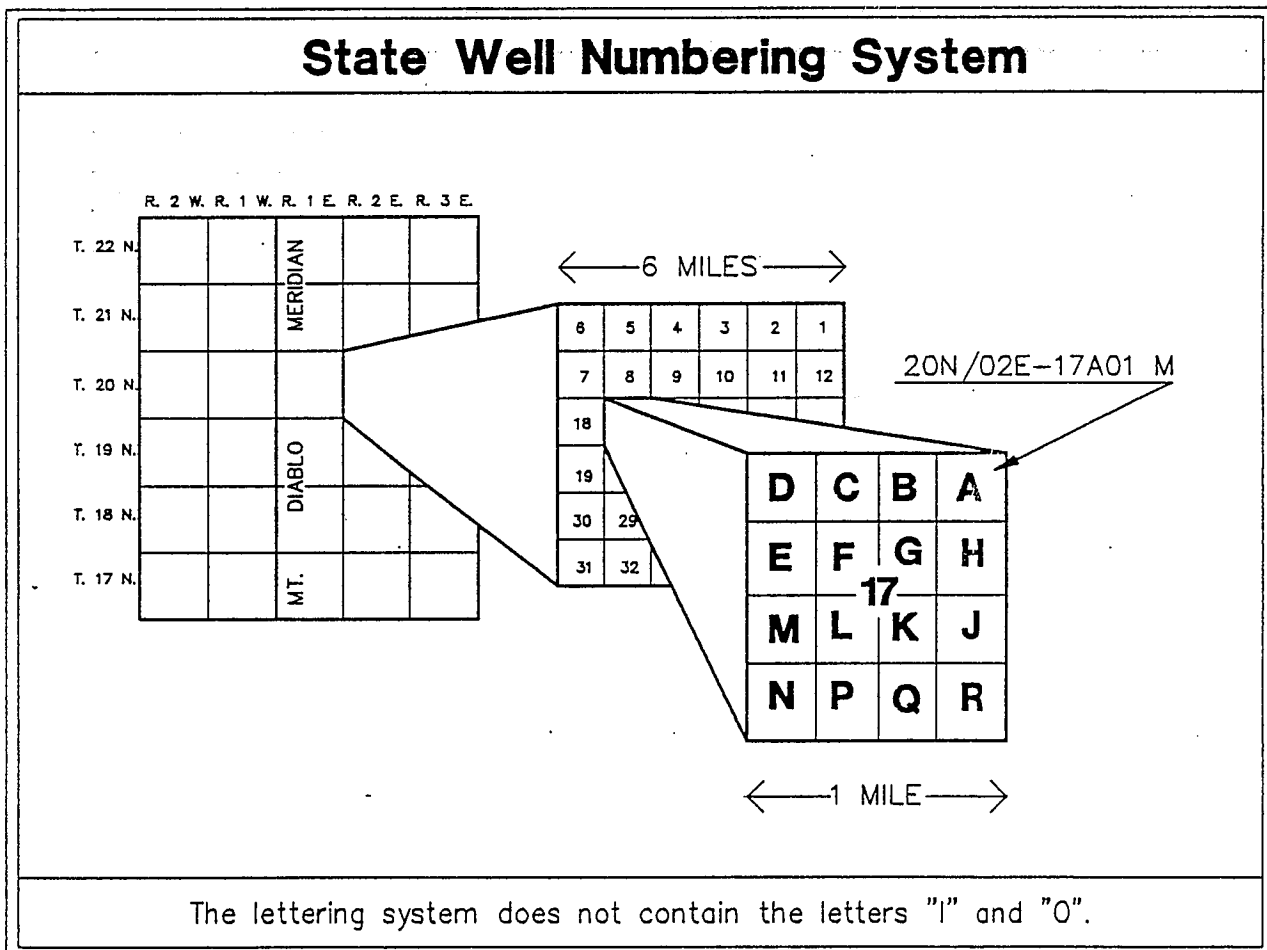 State Well Numbering System
R. 2 W. R. 1 W. R. 1 E. R. 2 E. R. 3 E.
T. 22 N.
T. 21 N.
T. 20 N.
T. 19 N.
T. 18 N.
T. 17 N.
MT. DIABLO MERIDIAN
6 MILES
6 5 4 3 2 1
7 8 9 10 11 12
18
19
30 29
31 32
20N/02E-17A01 M
D C B A
E F G H
17
M L K J
N P Q R
1 MILE
The lettering system does not contain the letters "I" and "O".